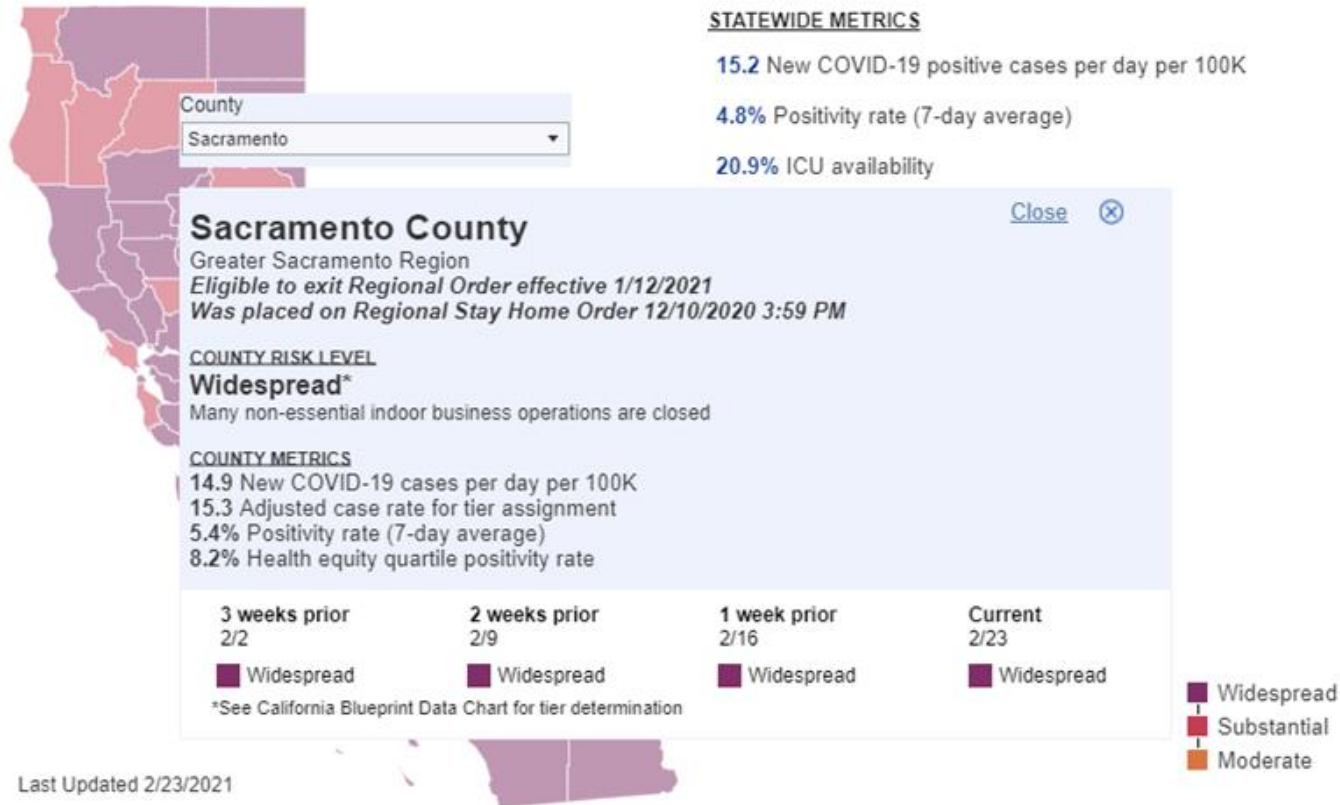 STATEWIDE METRICS
15.2 New COVID-19 positive cases per day per 100K
4.8% Positivity rate (7-day average)
20.9% ICU availability
County
Sacramento
Close
Sacramento County
Greater Sacramento Region
Eligible to exit Regional Order effective 1/12/2021
Was placed on Regional Stay Home Order 12/10/2020 3:59 PM
COUNTY RISK LEVEL
Widespread*
Many non-essential indoor business operations are closed
COUNTY METRICS
14.9 New COVID-19 cases per day per 100K
15.3 Adjusted case rate for tier assignment
5.4% Positivity rate (7-day average)
8.2% Health equity quartile positivity rate
3 weeks prior 2 weeks prior 1 week prior Current
2/2 2/9 2/16 2/23
Widespread Widespread Widespread Widespread
*See California Blueprint Data Chart for tier determination
Widespread
Substantial
Moderate
Last Updated 2/23/2021